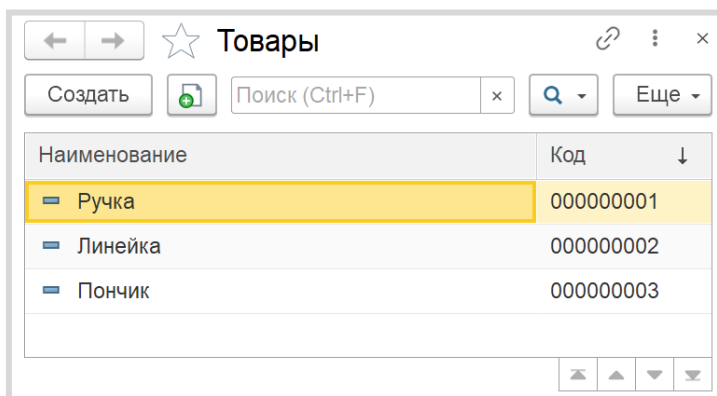 Товары
Создать Поиск (Ctrl+F) Еще
Наименование Код
Ручка 000000001
Линейка 000000002
Пончик 000000003